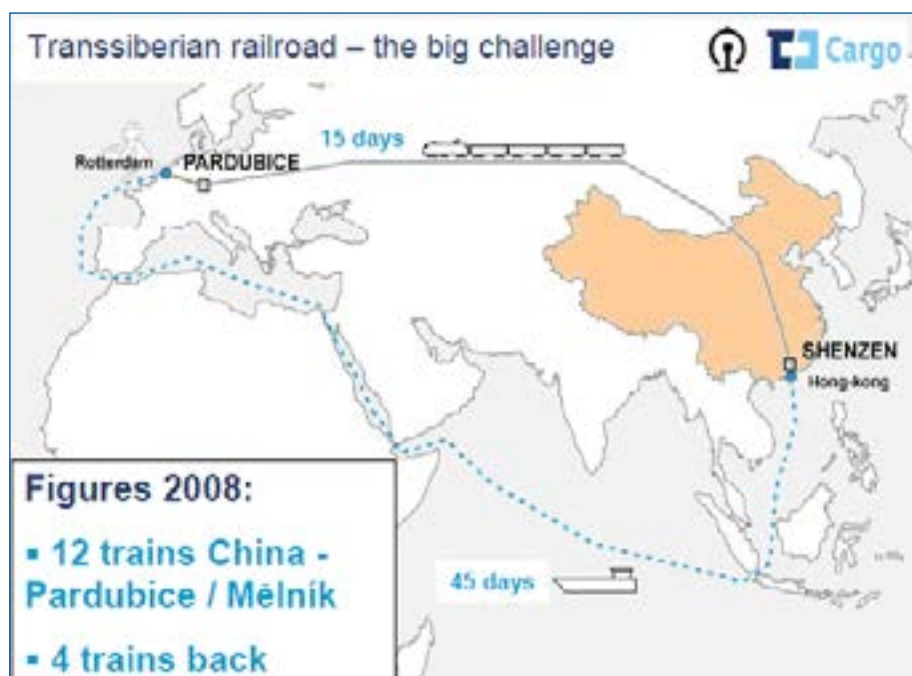 Transsiberian railroad – the big challenge
Cargo
15 days
Rotterdam
PARDUBICE
SHENZEN
Hong-kong
45 days
Figures 2008:
▪ 12 trains China -
Pardubice / Mělník
▪ 4 trains back